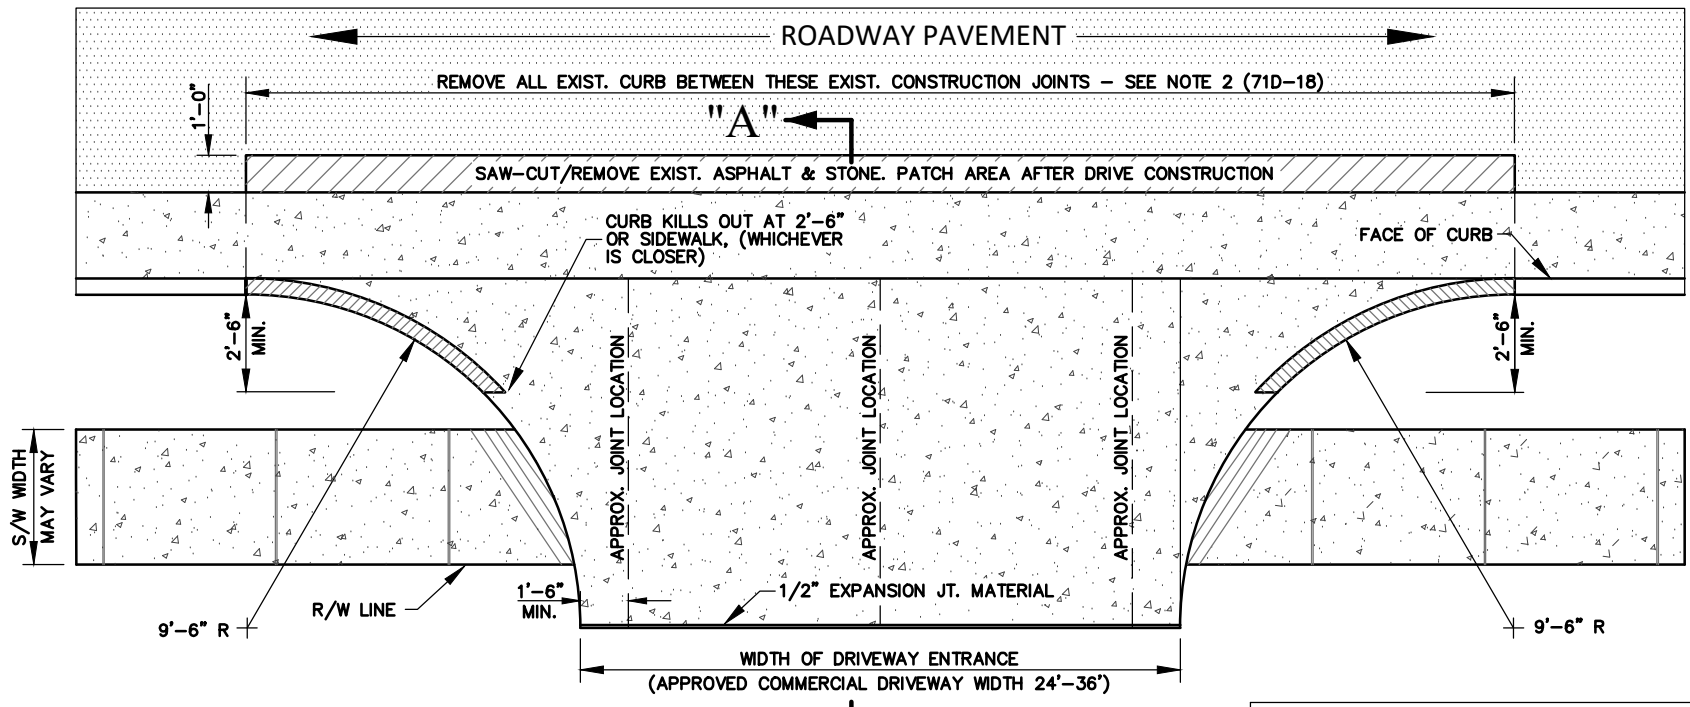 ROADWAY PAVEMENT
REMOVE ALL EXIST. CURB BETWEEN THESE EXIST. CONSTRUCTION JOINTS - SEE NOTE 2 (71D-18)
1'-0"
"A"
SAW-CUT/REMOVE EXIST. ASPHALT & STONE. PATCH AREA AFTER DRIVE CONSTRUCTION
CURB KILLS OUT AT 2'-6"
OR SIDEWALK, (WHICHEVER
IS CLOSER)
FACE OF CURB
2'-6"
MIN.
2'-6"
MIN.
APPROX. JOINT LOCATION
APPROX. JOINT LOCATION
APPROX. JOINT LOCATION
S/W WIDTH
MAY VARY
R/W LINE
1'-6"
MIN.
1/2" EXPANSION JT. MATERIAL
9'-6" R
9'-6" R
WIDTH OF DRIVEWAY ENTRANCE
(APPROVED COMMERCIAL DRIVEWAY WIDTH 24'-36')